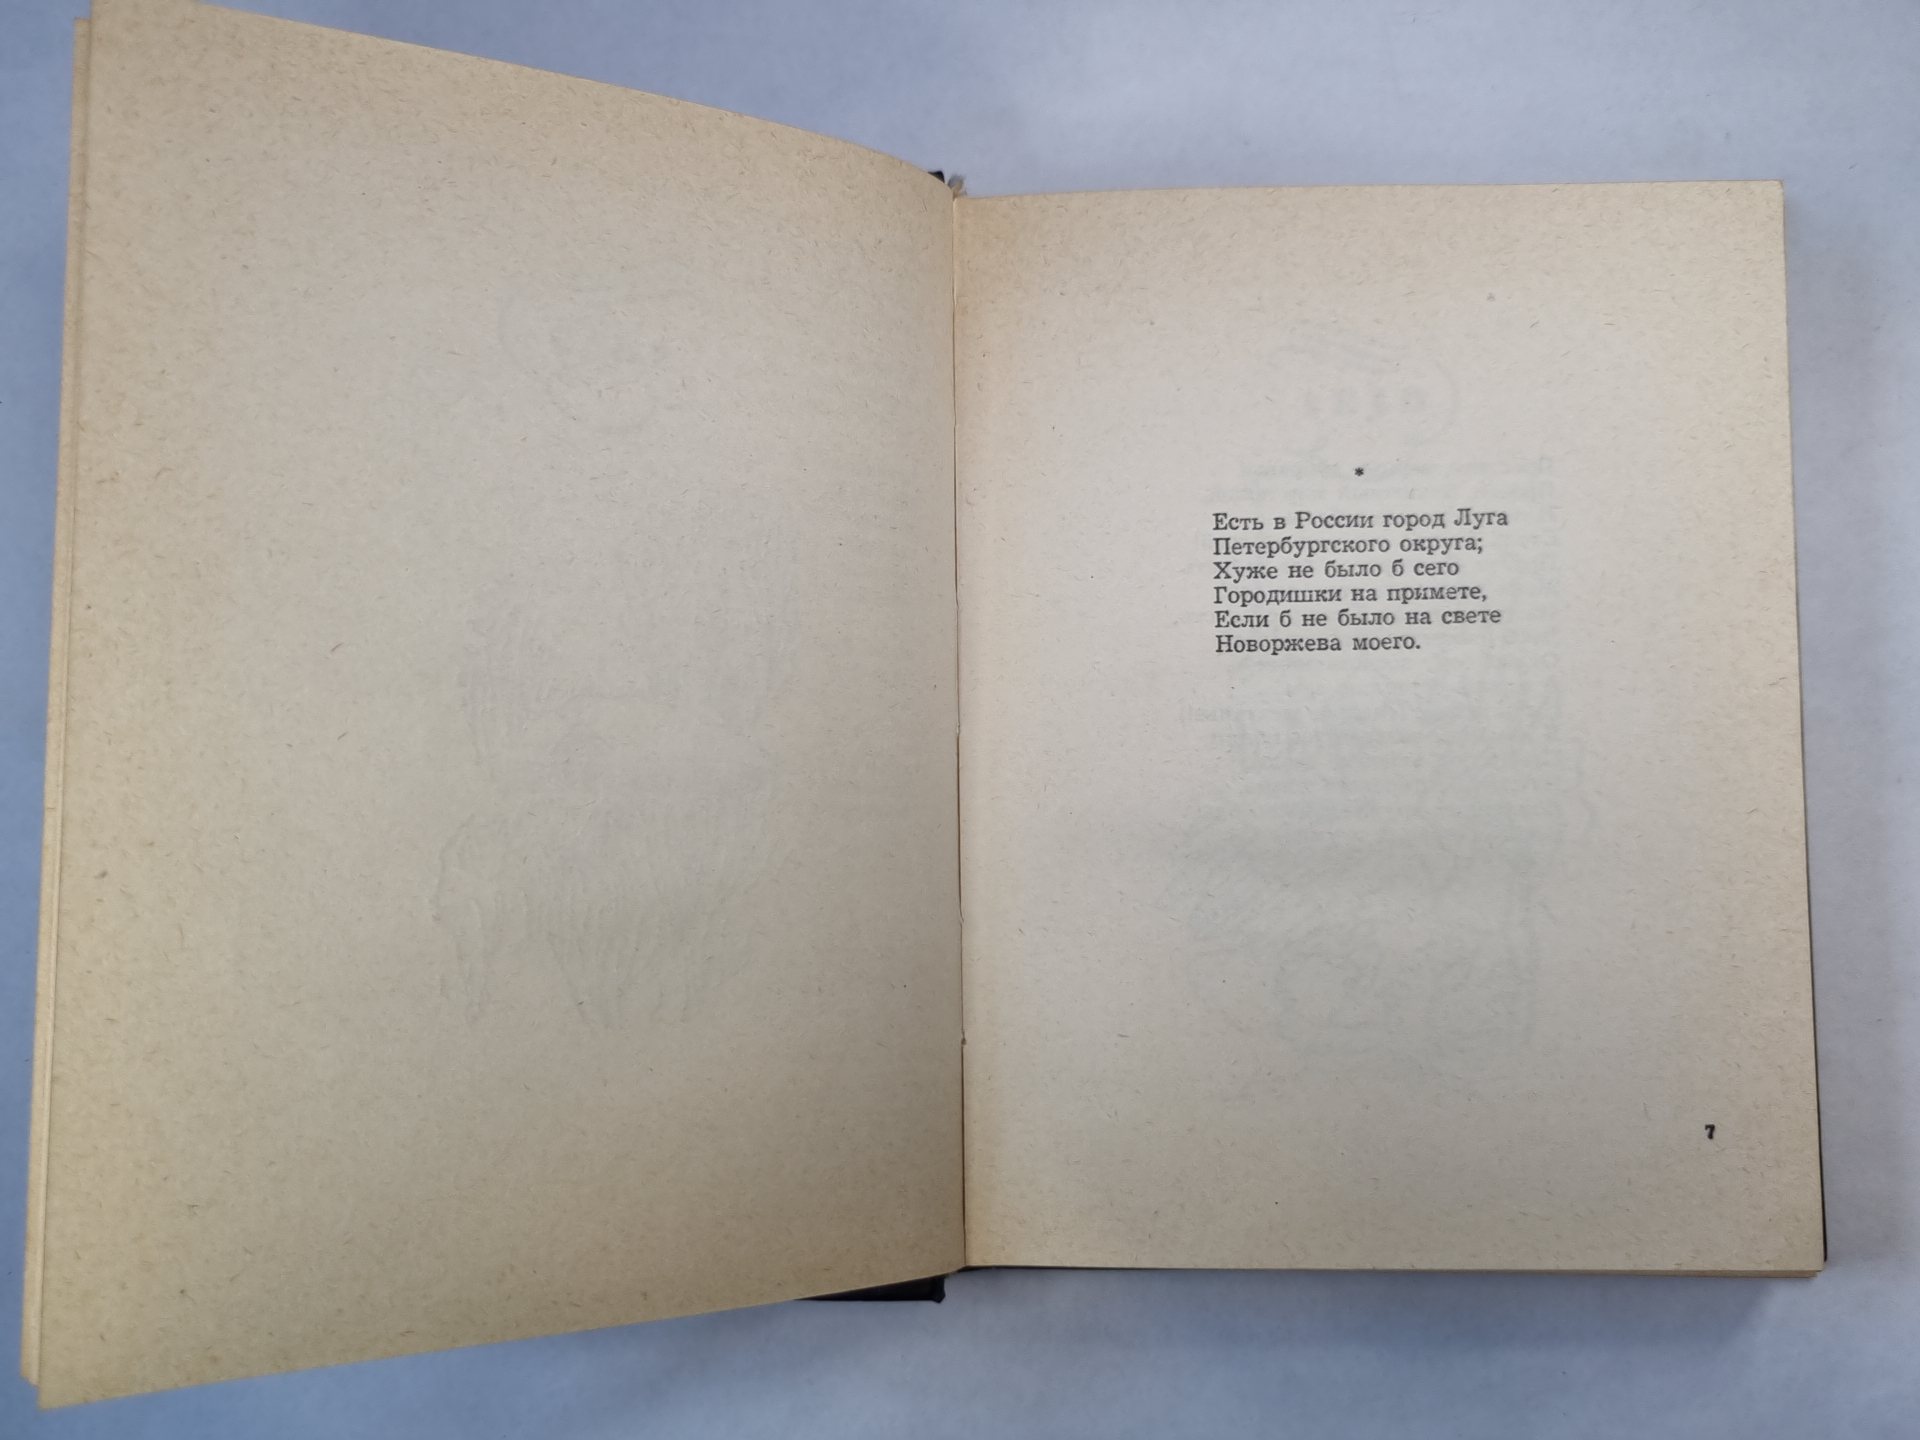 *
Есть в России город Луга
Петербургского округа;
Хуже не было б сего
Городишки на примете,
Если б не было на свете
Новоржева моего.
7